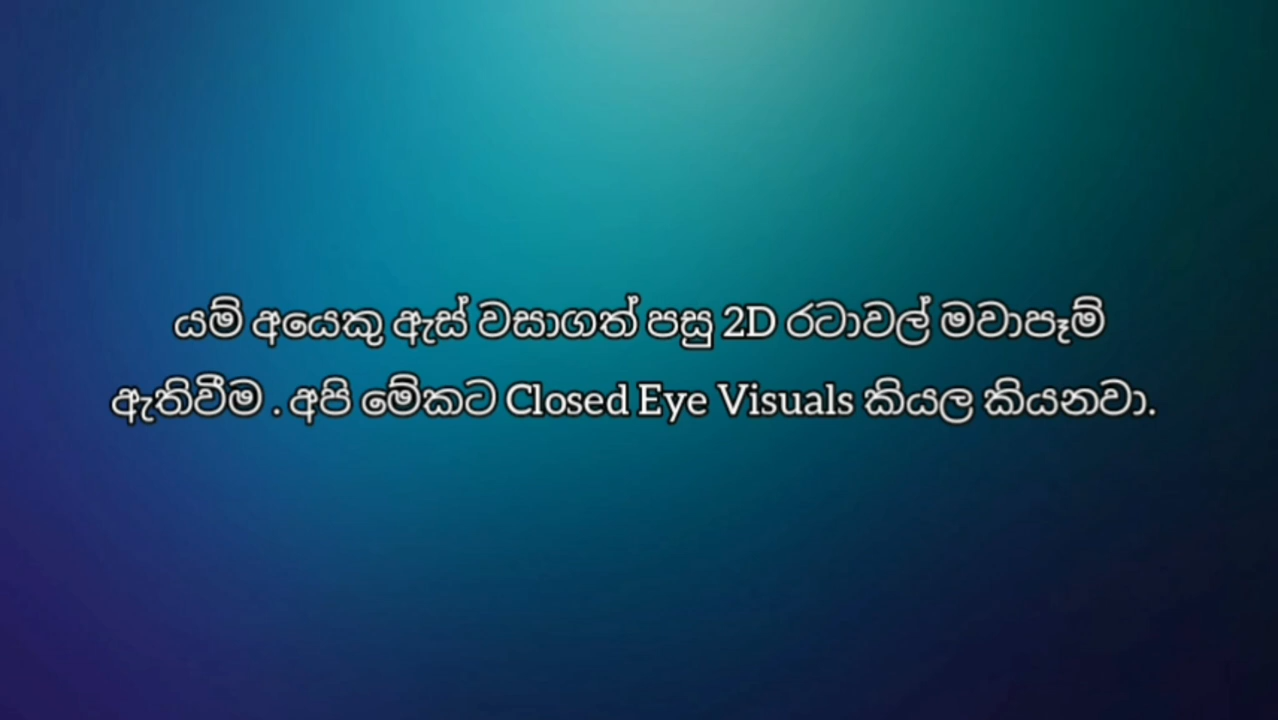 යම් අයෙකු ඇස් වසාගත් පසු 2D රටාවල් මවාපෑම්
ඇතිවීම . අපි මේකට Closed Eye Visuals කියල කියනවා.